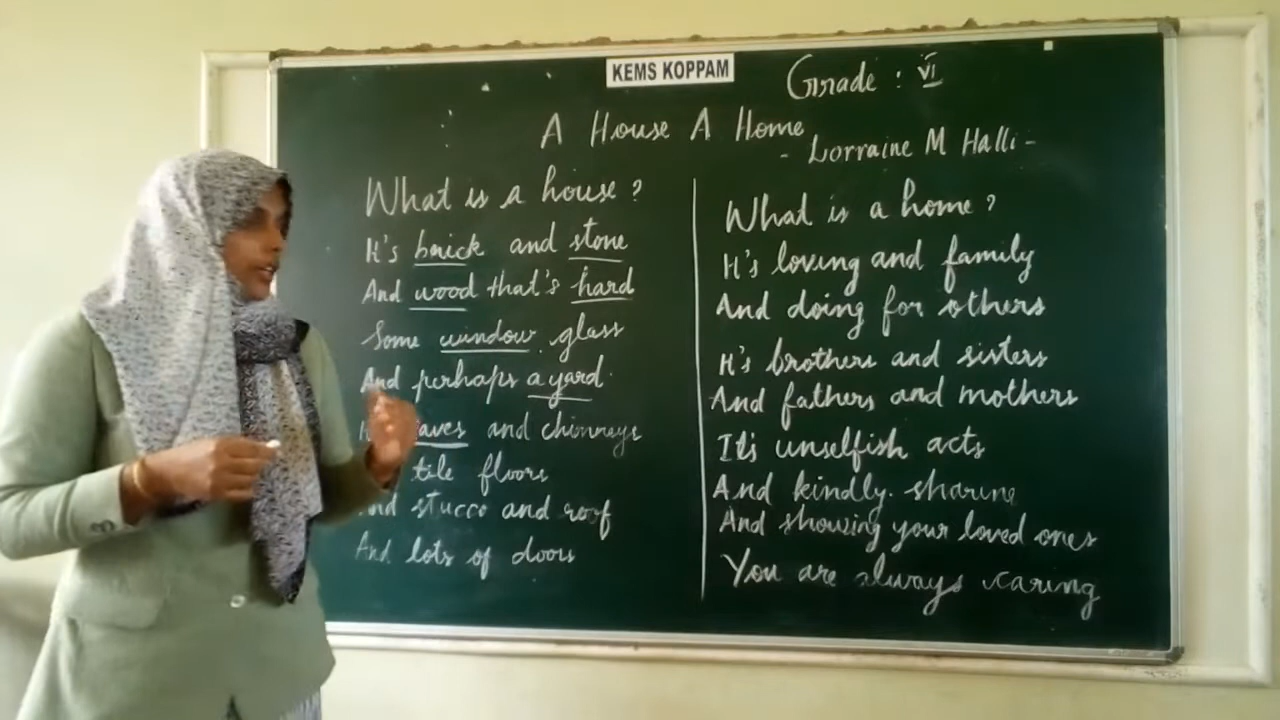 KEMS KOPPAM
Grade : VI
A House A Home
- Lorraine M Halli -
What is a house?
It's brick and stone
And wood that's hard
Some window glass
And perhaps a yard.
eaves and chimneys
tile floors
And stucco and roof
And lots of doors
What is a home?
It's loving and family
And doing for others
It's brothers and sisters
And fathers and mothers
It's unselfish acts
And kindly sharing
And showing your loved ones
You are always caring